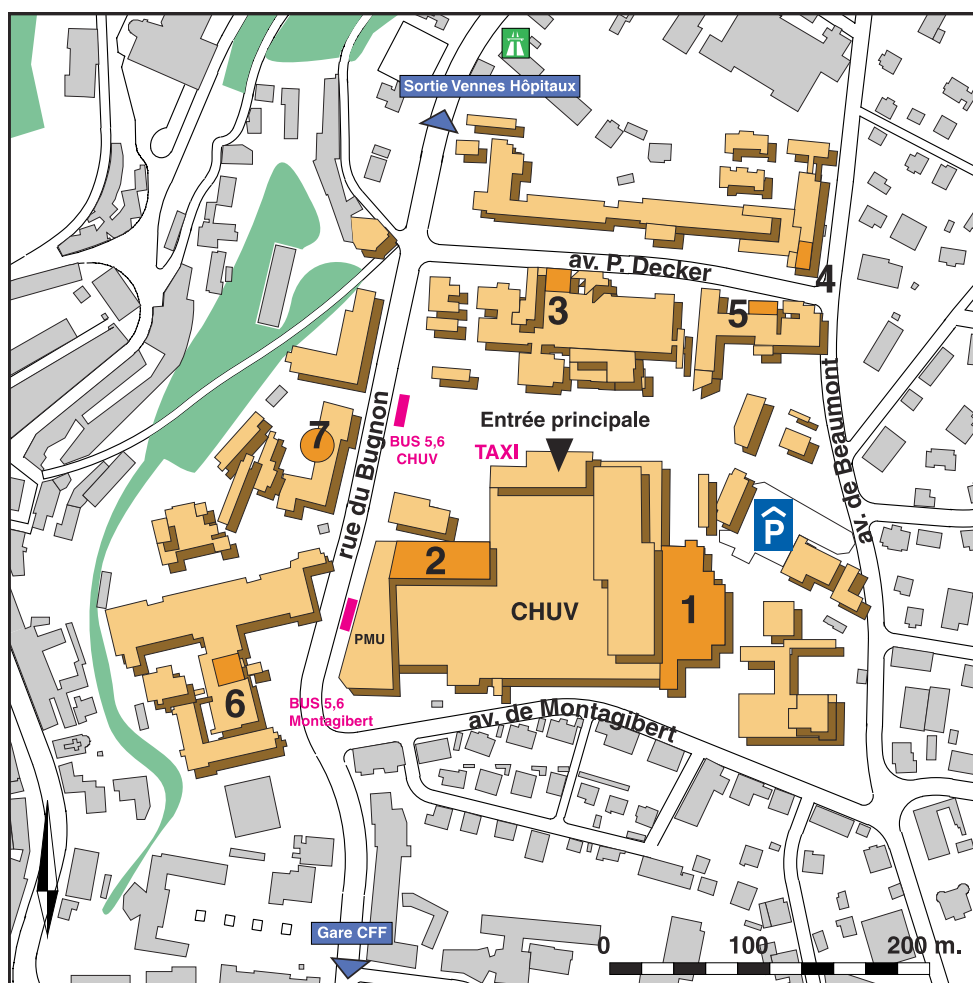 Sortie Vennes Hôpitaux
av. P. Decker
4
3
5
Entrée principale
TAXI
BUS 5,6
CHUV
7
rue du Bugnon
av. de Beaumont
P
2
1
CHUV
PMU
6
BUS 5,6
Montagibert
av. de Montagibert
Gare CFF
0 100 200 m.